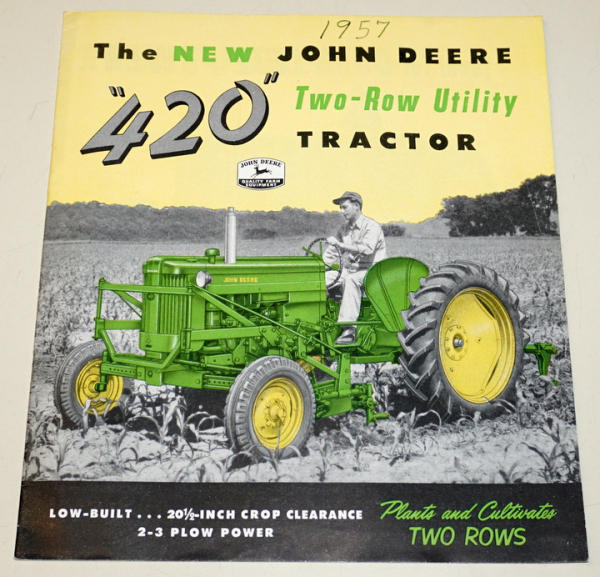 1957
The NEW JOHN DEERE
"420" Two-Row Utility
TRACTOR
JOHN DEERE
QUALITY FARM
EQUIPMENT
JOHN DEERE
LOW-BUILT . . . 20½-INCH CROP CLEARANCE
2-3 PLOW POWER
Plants and Cultivates
TWO ROWS